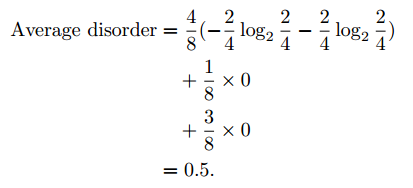 Average disorder = 4/8(−2/4 log₂ 2/4 − 2/4 log₂ 2/4)
+ 1/8 × 0
+ 3/8 × 0
= 0.5.